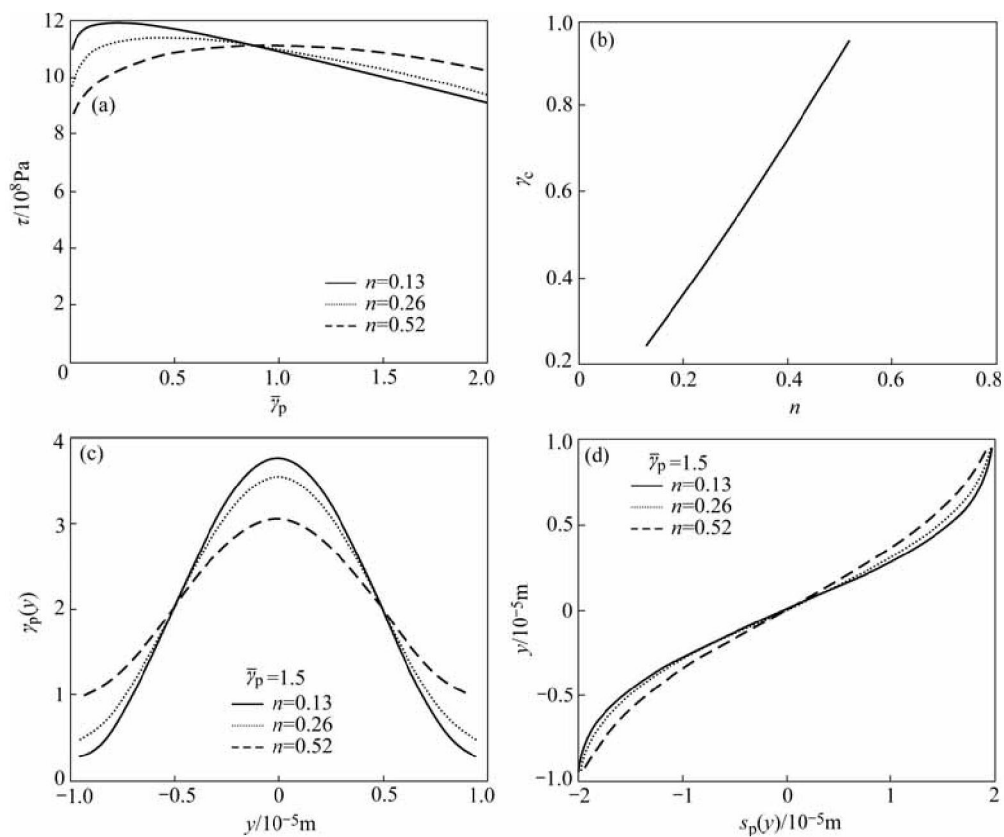 12
10
8
6
4
2
0
(a)
τ/10⁸Pa
n=0.13
n=0.26
n=0.52
0.5
1.0
1.5
2.0
γ̄ₚ
(b)
1.0
0.8
0.6
0.4
0.2
γc
0
0.2
0.4
0.6
0.8
n
(c)
4
3
2
1
0
γₚ(y)
γ̄ₚ=1.5
n=0.13
n=0.26
n=0.52
−1.0
−0.5
0
0.5
1.0
y/10⁻⁵m
(d)
1.0
0.5
0
−0.5
−1.0
y/10⁻⁵m
γ̄ₚ=1.5
n=0.13
n=0.26
n=0.52
−2
−1
0
1
2
sₚ(y)/10⁻⁵m